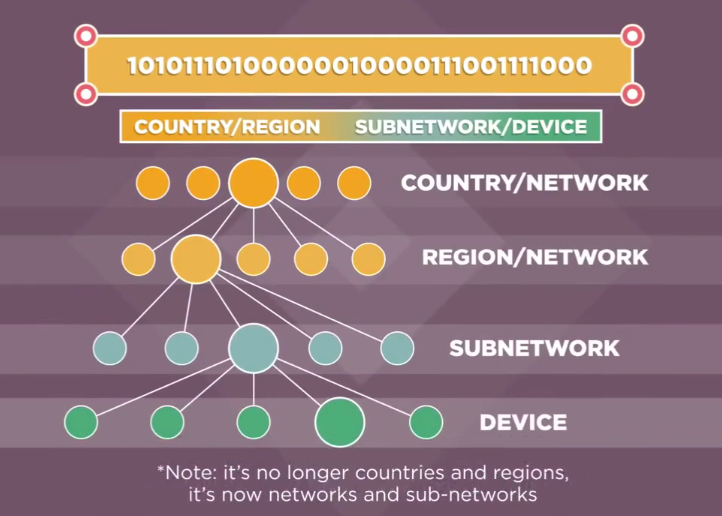 10101110100000010000111001111000
COUNTRY/REGION SUBNETWORK/DEVICE
COUNTRY/NETWORK
REGION/NETWORK
SUBNETWORK
DEVICE
*Note: it's no longer countries and regions,
it's now networks and sub-networks